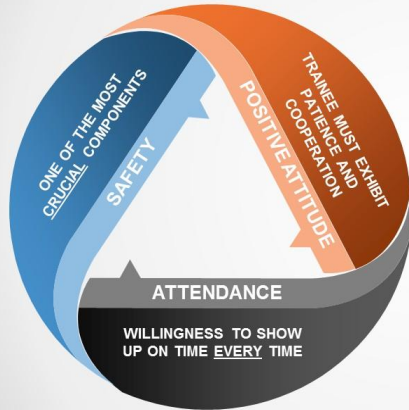 SAFETY
ONE OF THE MOST
CRUCIAL COMPONENTS
POSITIVE ATTITUDE
TRAINEE MUST EXHIBIT
PATIENCE AND
COOPERATION
ATTENDANCE
WILLINGNESS TO SHOW
UP ON TIME EVERY TIME